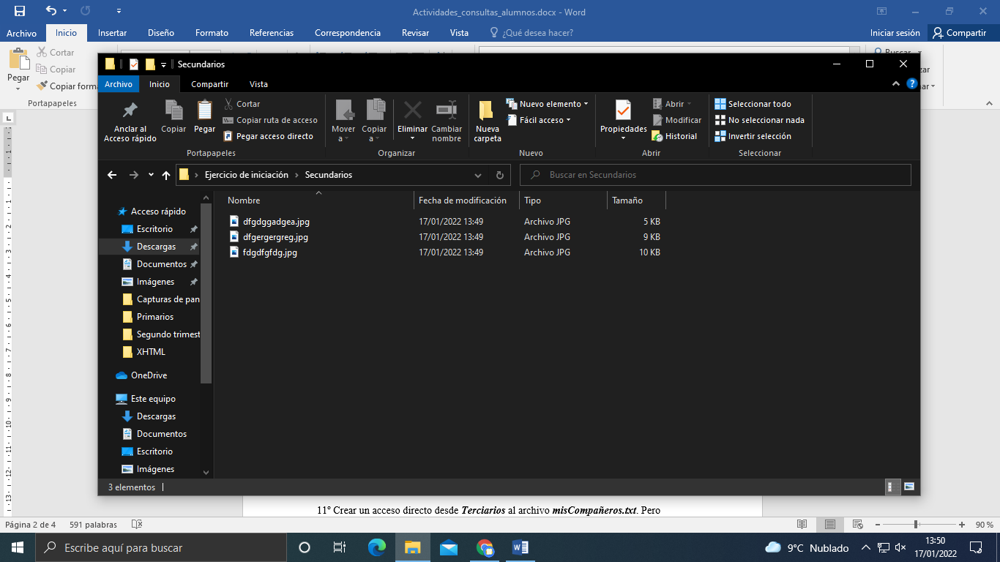 Actividades_consultas_alumnos.docx - Word
Archivo Inicio Insertar Diseño Formato Referencias Correspondencia Revisar Vista ¿Qué desea hacer? Iniciar sesión Compartir
Cortar
Copiar
Pegar
Copiar forma
Portapapeles
Buscar
Secundarios
Archivo Inicio Compartir Vista
Anclar al Acceso rápido
Copiar
Pegar
Cortar
Copiar ruta de acceso
Pegar acceso directo
Portapapeles
Mover a
Copiar a
Eliminar
Cambiar nombre
Organizar
Nueva carpeta
Nuevo elemento
Fácil acceso
Nuevo
Propiedades
Abrir
Modificar
Historial
Abrir
Seleccionar todo
No seleccionar nada
Invertir selección
Seleccionar
Ejercicio de iniciación › Secundarios
Buscar en Secundarios
Nombre Fecha de modificación Tipo Tamaño
dfgdggadgea.jpg 17/01/2022 13:49 Archivo JPG 5 KB
dfgergergreg.jpg 17/01/2022 13:49 Archivo JPG 9 KB
fdgdfgfdg.jpg 17/01/2022 13:49 Archivo JPG 10 KB
Acceso rápido
Escritorio
Descargas
Documentos
Imágenes
Capturas de pan
Primarios
Segundo trimest
XHTML
OneDrive
Este equipo
Descargas
Documentos
Escritorio
Imágenes
3 elementos
11º Crear un acceso directo desde Terciarios al archivo misCompañeros.txt. Pero
Página 2 de 4 591 palabras 90 %
Escribe aquí para buscar
9°C Nublado
13:50
17/01/2022